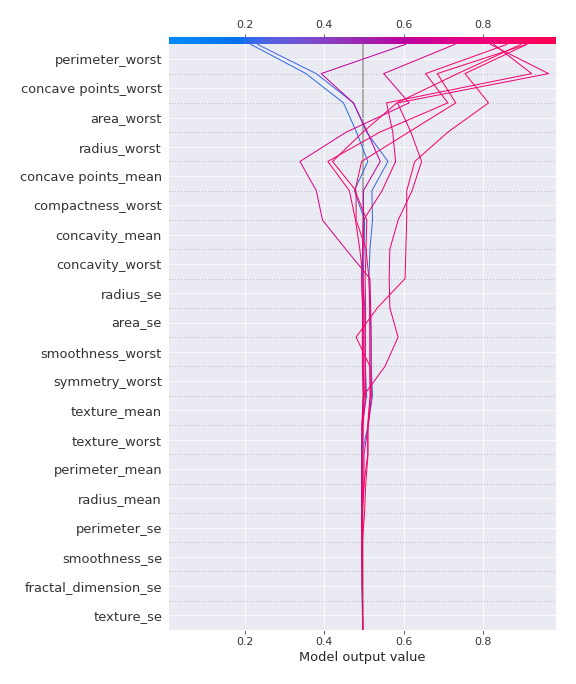 0.2 0.4 0.6 0.8
perimeter_worst
concave points_worst
area_worst
radius_worst
concave points_mean
compactness_worst
concavity_mean
concavity_worst
radius_se
area_se
smoothness_worst
symmetry_worst
texture_mean
texture_worst
perimeter_mean
radius_mean
perimeter_se
smoothness_se
fractal_dimension_se
texture_se
0.2 0.4 0.6 0.8
Model output value